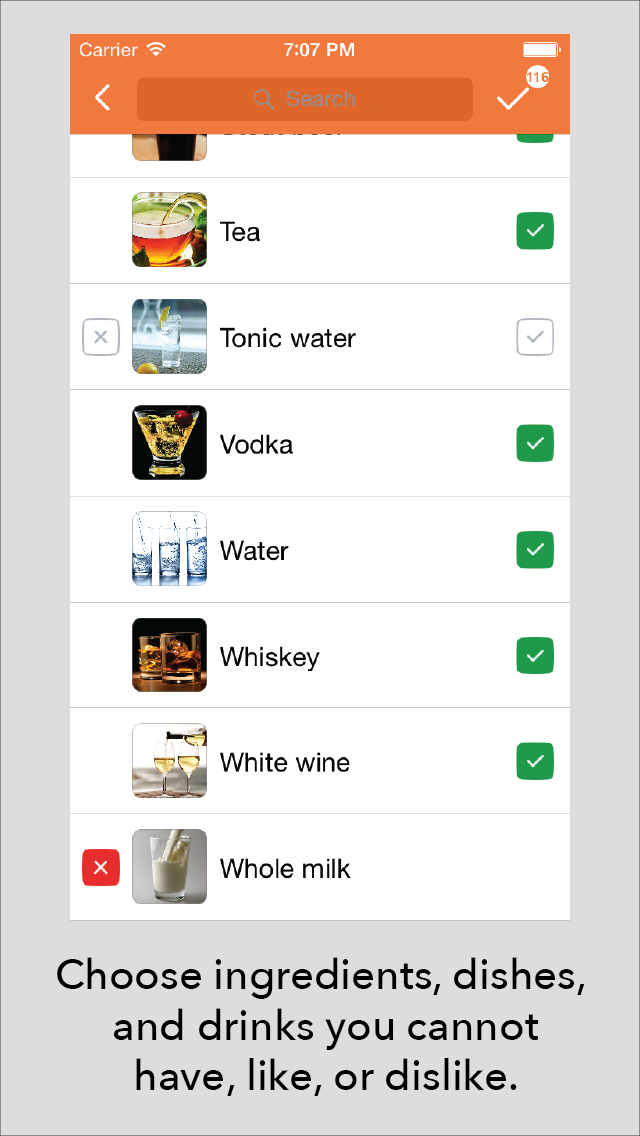 Carrier 7:07 PM
116
Search
Tea
Tonic water
Vodka
Water
Whiskey
White wine
Whole milk
Choose ingredients, dishes,
and drinks you cannot
have, like, or dislike.